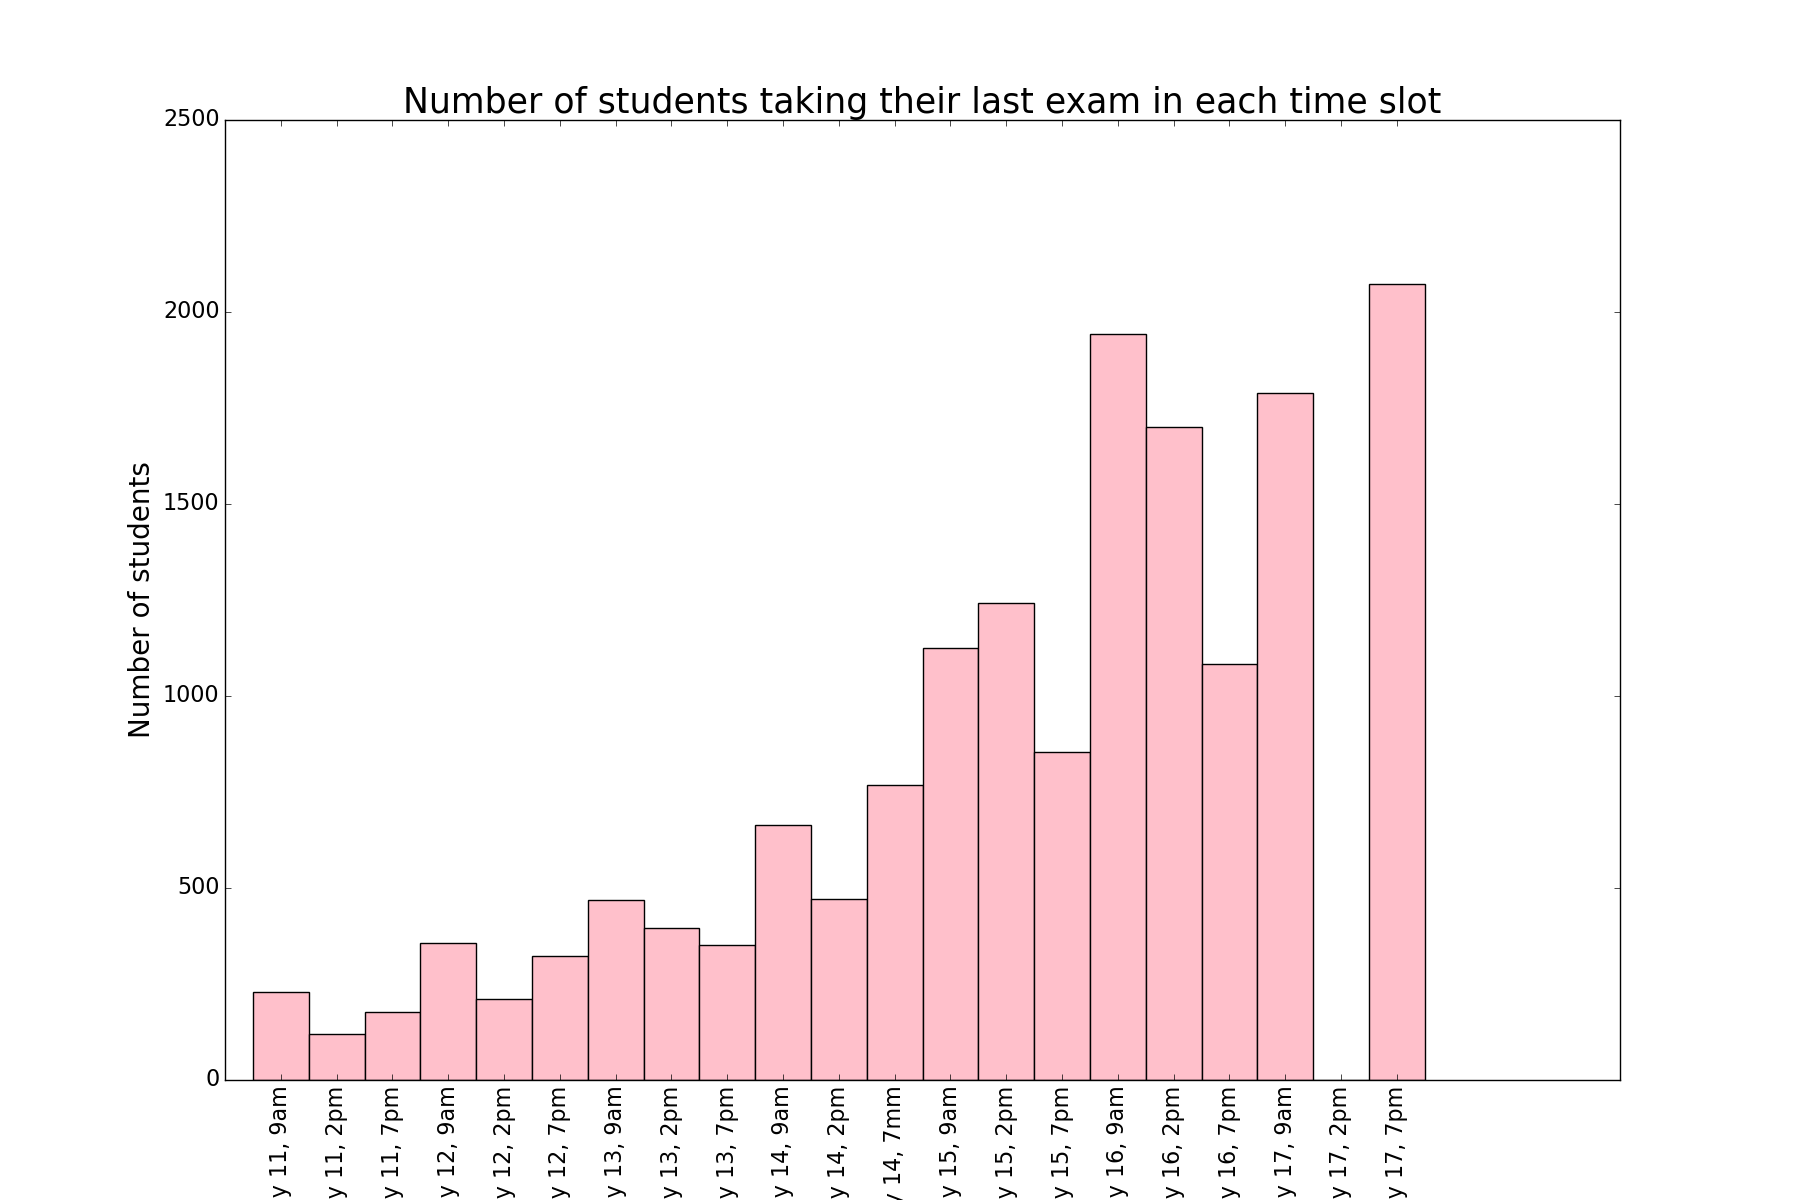 Number of students taking their last exam in each time slot
2500
2000
1500
1000
500
0
Number of students
y 11, 9am
y 11, 2pm
y 11, 7pm
y 12, 9am
y 12, 2pm
y 12, 7pm
y 13, 9am
y 13, 2pm
y 13, 7pm
y 14, 9am
y 14, 2pm
y 14, 7mm
y 15, 9am
y 15, 2pm
y 15, 7pm
y 16, 9am
y 16, 2pm
y 16, 7pm
y 17, 9am
y 17, 2pm
y 17, 7pm